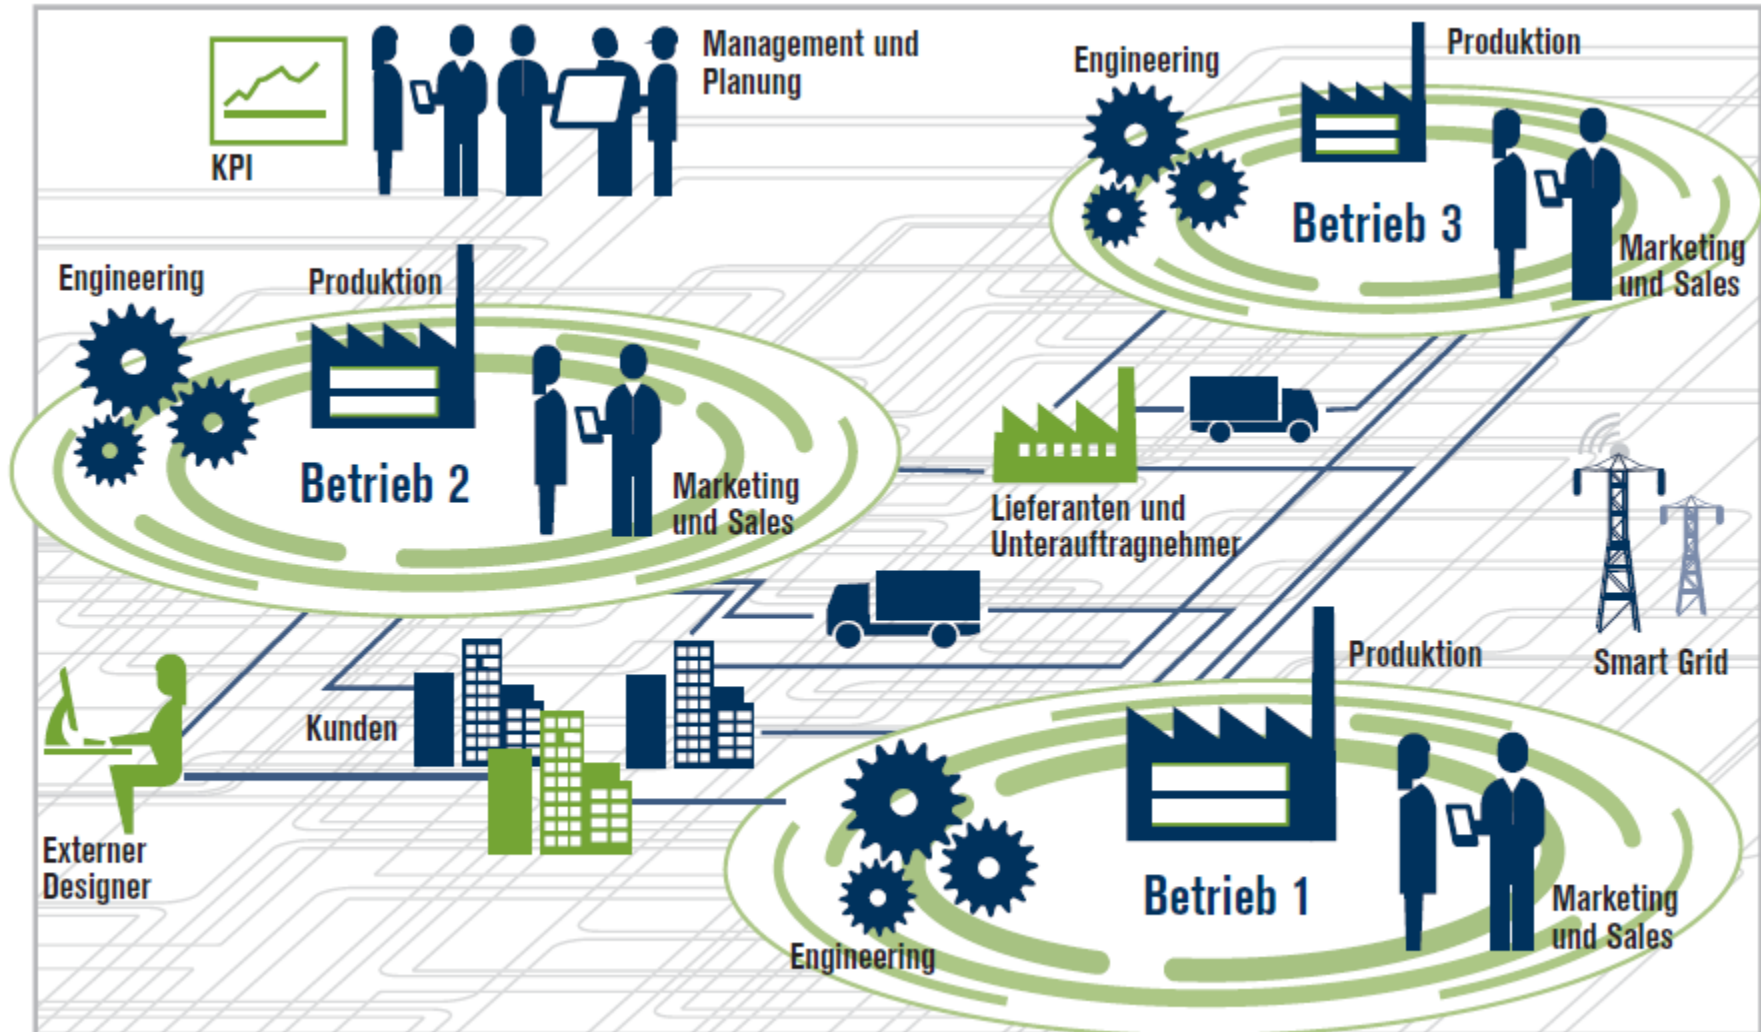 Management und
Planung
KPI
Engineering
Produktion
Betrieb 3
Marketing
und Sales
Engineering
Produktion
Betrieb 2
Marketing
und Sales
Lieferanten und
Unterauftragnehmer
Smart Grid
Kunden
Externer
Designer
Produktion
Betrieb 1
Engineering
Marketing
und Sales